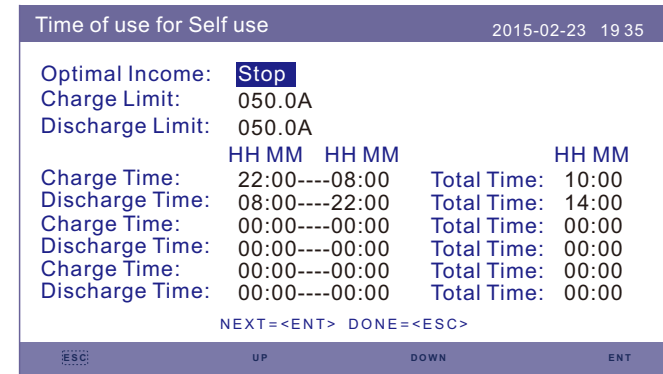 Time of use for Self use 2015-02-23 19 35
Optimal Income: Stop
Charge Limit: 050.0A
Discharge Limit: 050.0A
HH MM HH MM HH MM
Charge Time: 22:00----08:00 Total Time: 10:00
Discharge Time: 08:00----22:00 Total Time: 14:00
Charge Time: 00:00----00:00 Total Time: 00:00
Discharge Time: 00:00----00:00 Total Time: 00:00
Charge Time: 00:00----00:00 Total Time: 00:00
Discharge Time: 00:00----00:00 Total Time: 00:00
NEXT=<ENT> DONE=<ESC>
ESC UP DOWN ENT